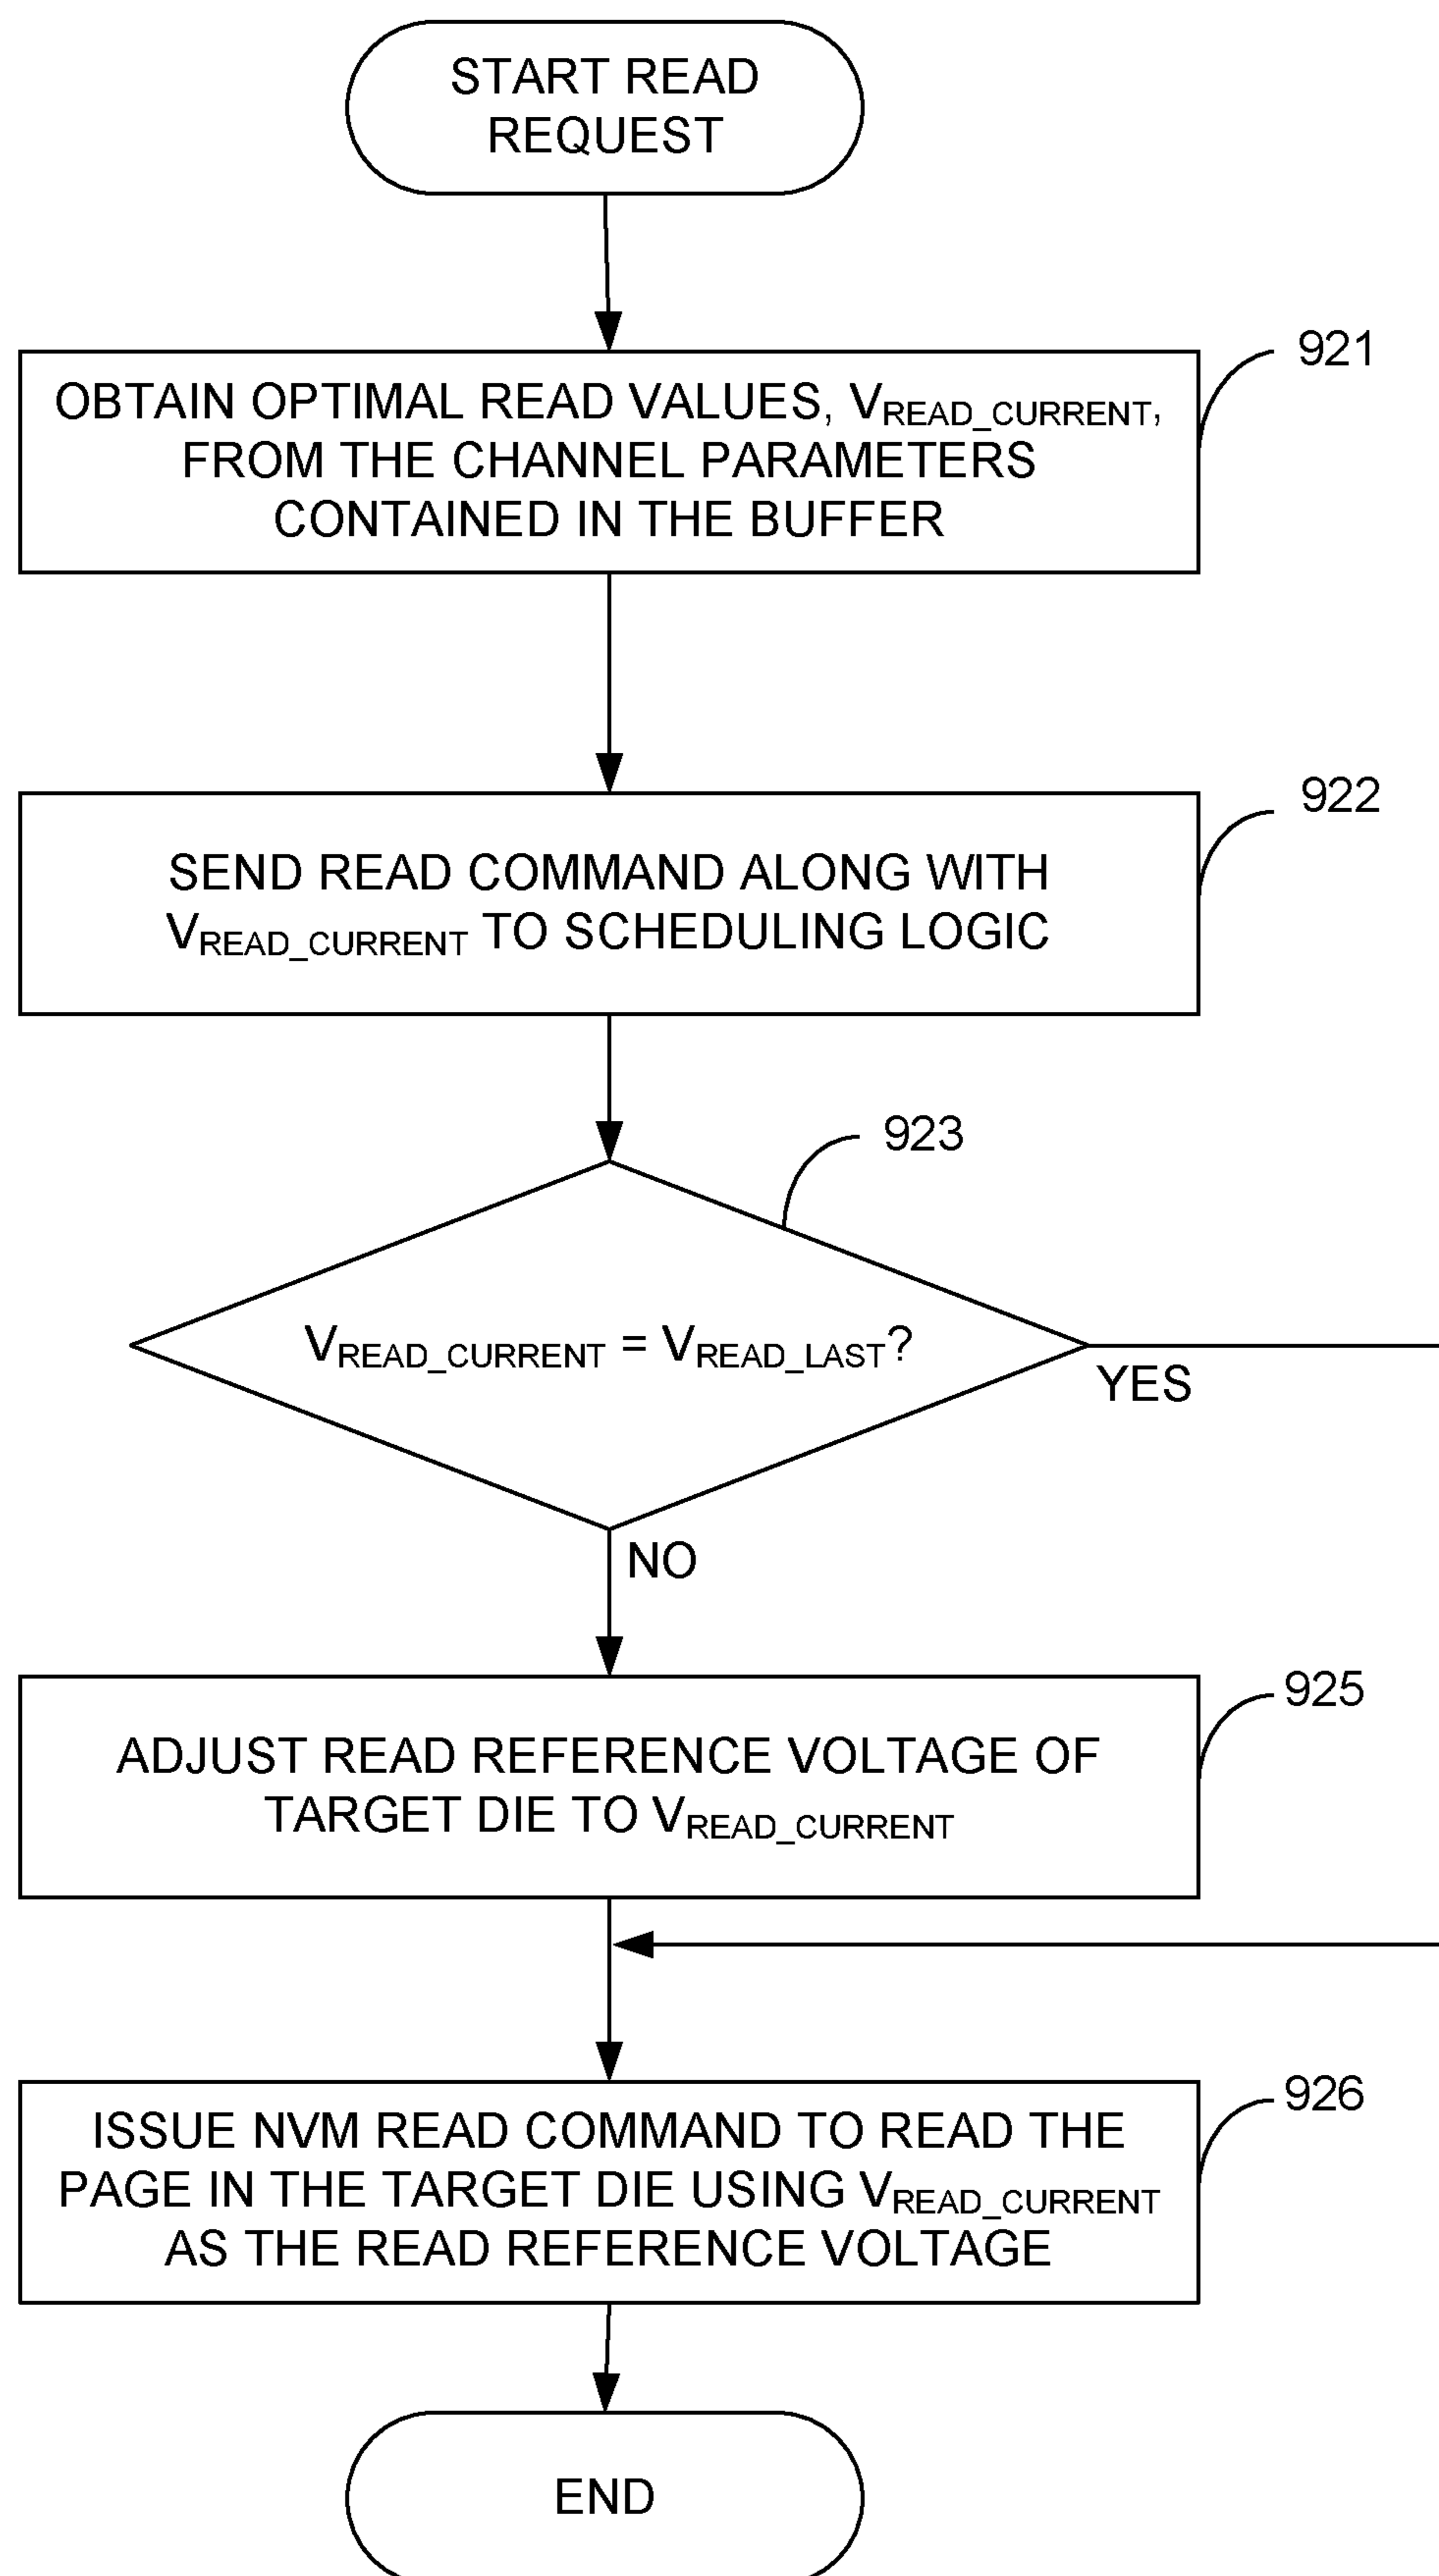 START READ
REQUEST
921
OBTAIN OPTIMAL READ VALUES, VREAD_CURRENT,
FROM THE CHANNEL PARAMETERS
CONTAINED IN THE BUFFER
922
SEND READ COMMAND ALONG WITH
VREAD_CURRENT TO SCHEDULING LOGIC
923
VREAD_CURRENT = VREAD_LAST?
YES
NO
925
ADJUST READ REFERENCE VOLTAGE OF
TARGET DIE TO VREAD_CURRENT
926
ISSUE NVM READ COMMAND TO READ THE
PAGE IN THE TARGET DIE USING VREAD_CURRENT
AS THE READ REFERENCE VOLTAGE
END